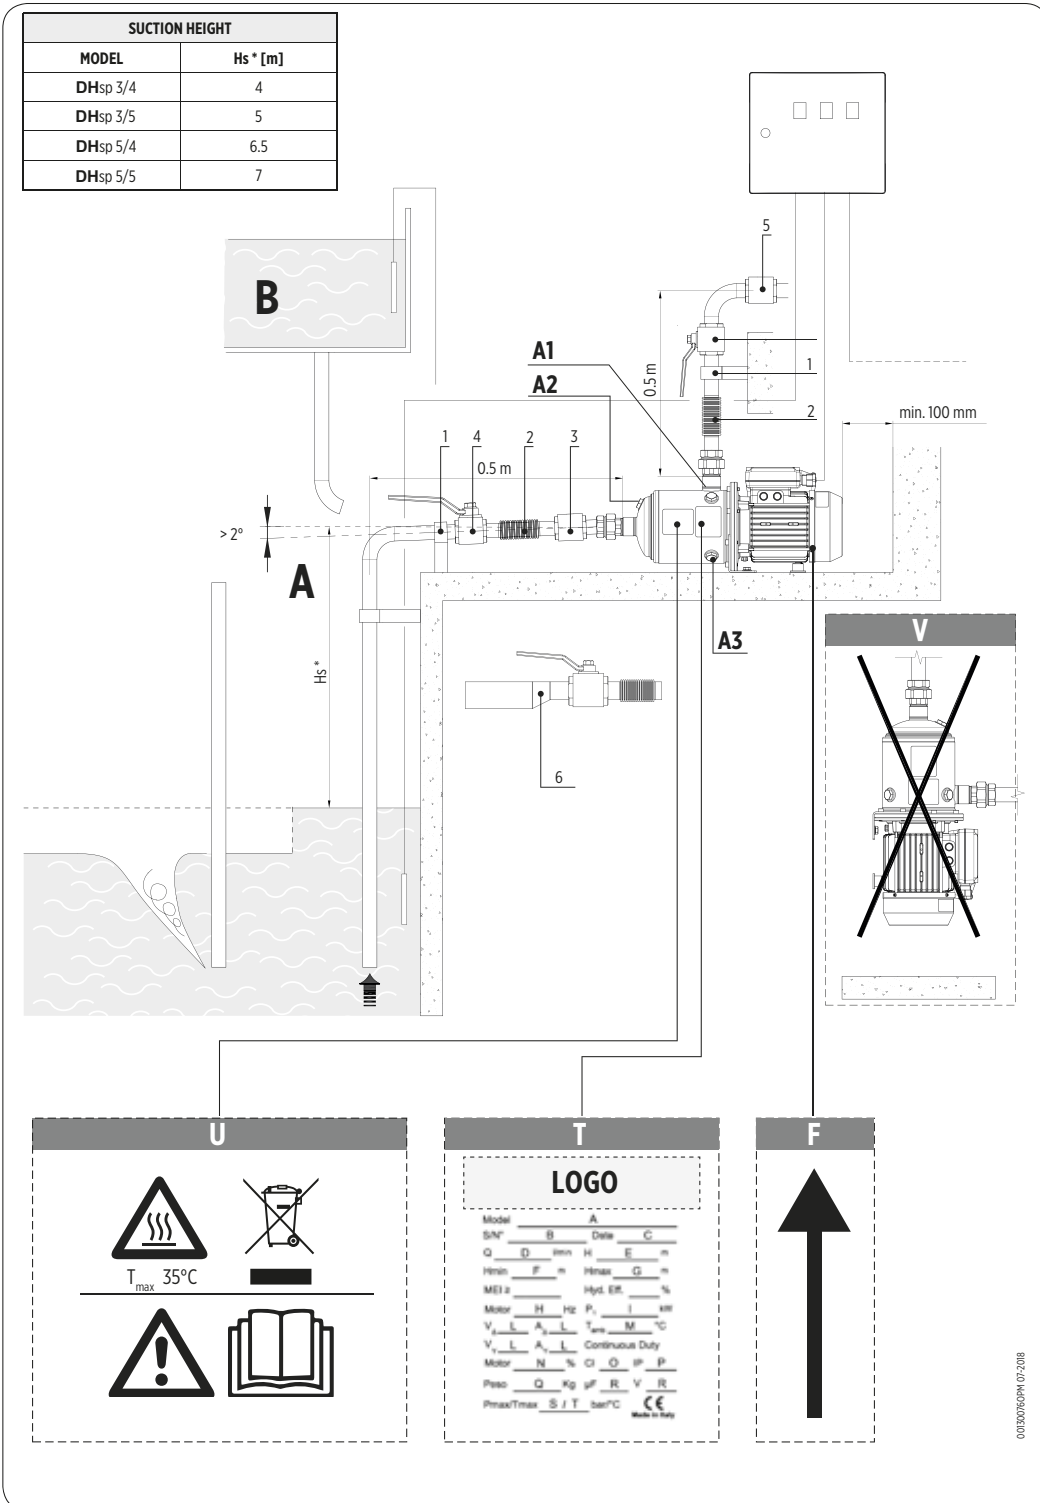 SUCTION HEIGHT
MODEL Hs * [m]
DHsp 3/4 4
DHsp 3/5 5
DHsp 5/4 6.5
DHsp 5/5 7
B
5
A1
A2
0.5 m
1
2
min. 100 mm
1 4 2 3
0.5 m
> 2°
A
Hs *
A3
V
6
U
T
F
Tmax 35°C
LOGO
Model A
S/N° B Date C
Q D l/min H E m
Hmin F m Hmax G m
MEI ≥ Hyd. Eff. %
Motor H Hz P₁ I kW
V L A L Tamb M °C
V L A L Continuous Duty
Motor N % Cl O IP P
Peso Q Kg µF R V R
Pmax/Tmax S / T bar/°C CE
Made in Italy
001300760PM 07-2018